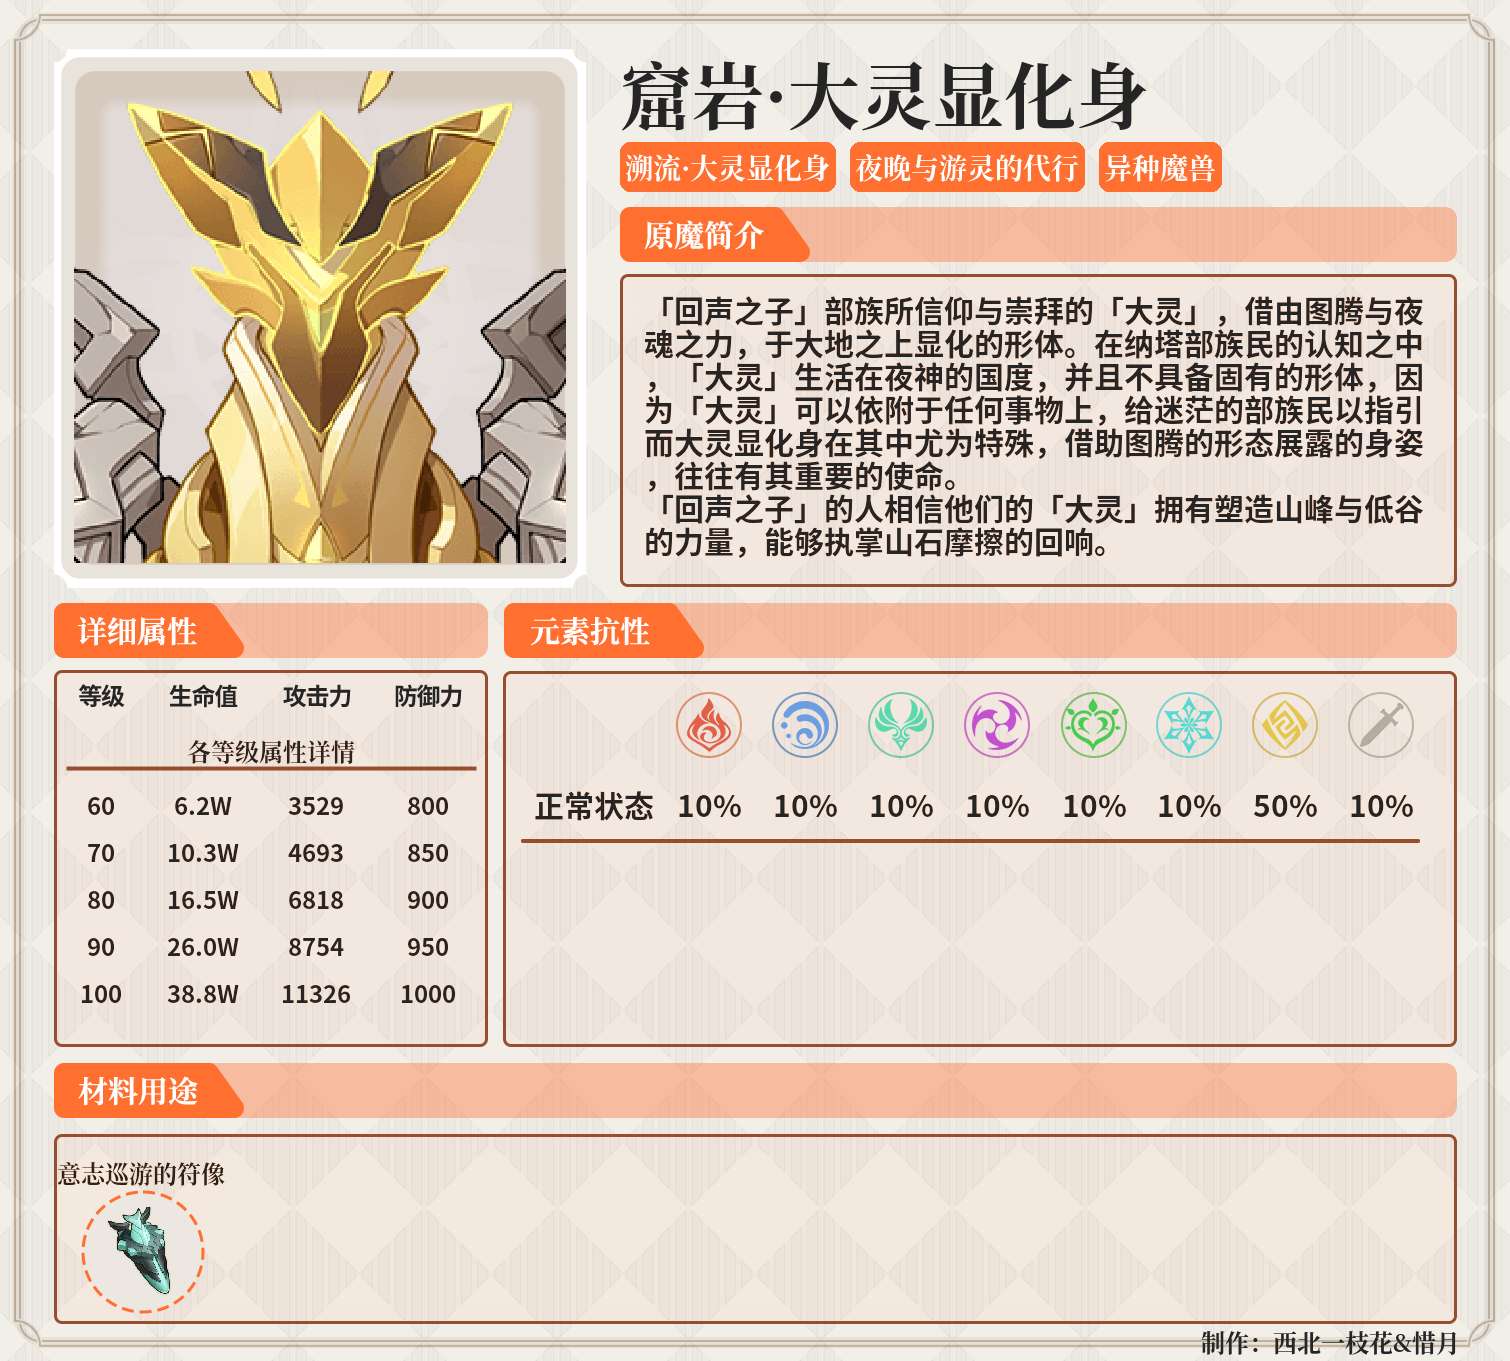 窟岩·大灵显化身
溯流·大灵显化身 夜晚与游灵的代行 异种魔兽
原魔简介
「回声之子」部族所信仰与崇拜的「大灵」，借由图腾与夜
魂之力，于大地之上显化的形体。在纳塔部族民的认知之中
，「大灵」生活在夜神的国度，并且不具备固有的形体，因
为「大灵」可以依附于任何事物上，给迷茫的部族民以指引
而大灵显化身在其中尤为特殊，借助图腾的形态展露的身姿
，往往有其重要的使命。
「回声之子」的人相信他们的「大灵」拥有塑造山峰与低谷
的力量，能够执掌山石摩擦的回响。
详细属性
等级 生命值 攻击力 防御力
各等级属性详情
60 6.2W 3529 800
70 10.3W 4693 850
80 16.5W 6818 900
90 26.0W 8754 950
100 38.8W 11326 1000
元素抗性
正常状态 10% 10% 10% 10% 10% 10% 50% 10%
材料用途
意志巡游的符像
制作：西北一枝花&惜月